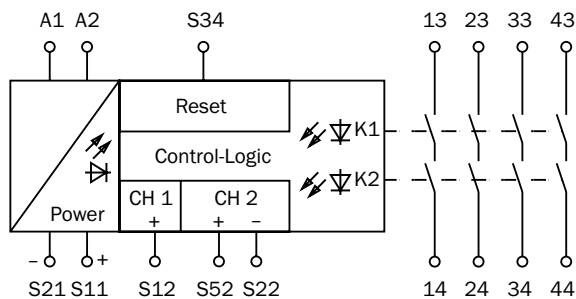 A1 A2 S34 13 23 33 43
Reset
K1
Control-Logic
K2
CH 1 CH 2
+ + –
Power
– +
S21 S11 S12 S52 S22 14 24 34 44